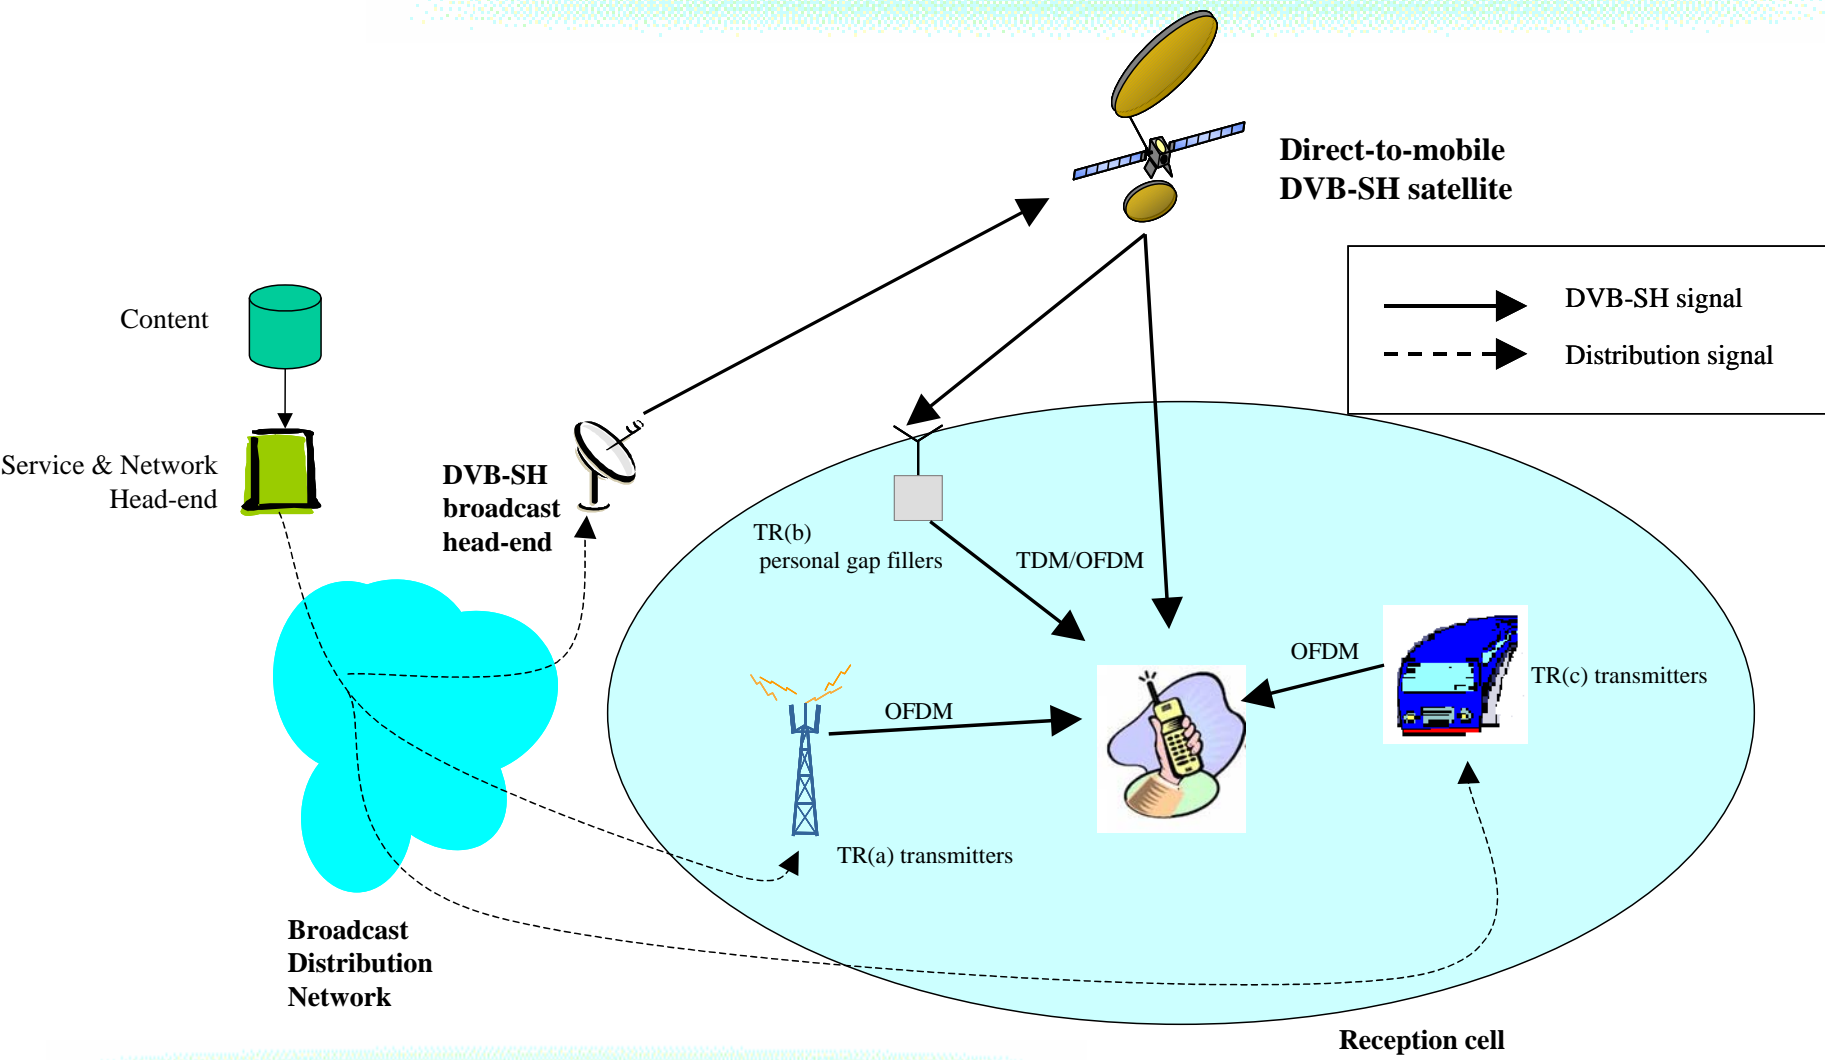 Direct-to-mobile
DVB-SH satellite
DVB-SH signal
Distribution signal
Content
Service & Network
Head-end
DVB-SH
broadcast
head-end
TR(b)
personal gap fillers
TDM/OFDM
OFDM
TR(c) transmitters
OFDM
TR(a) transmitters
Broadcast
Distribution
Network
Reception cell